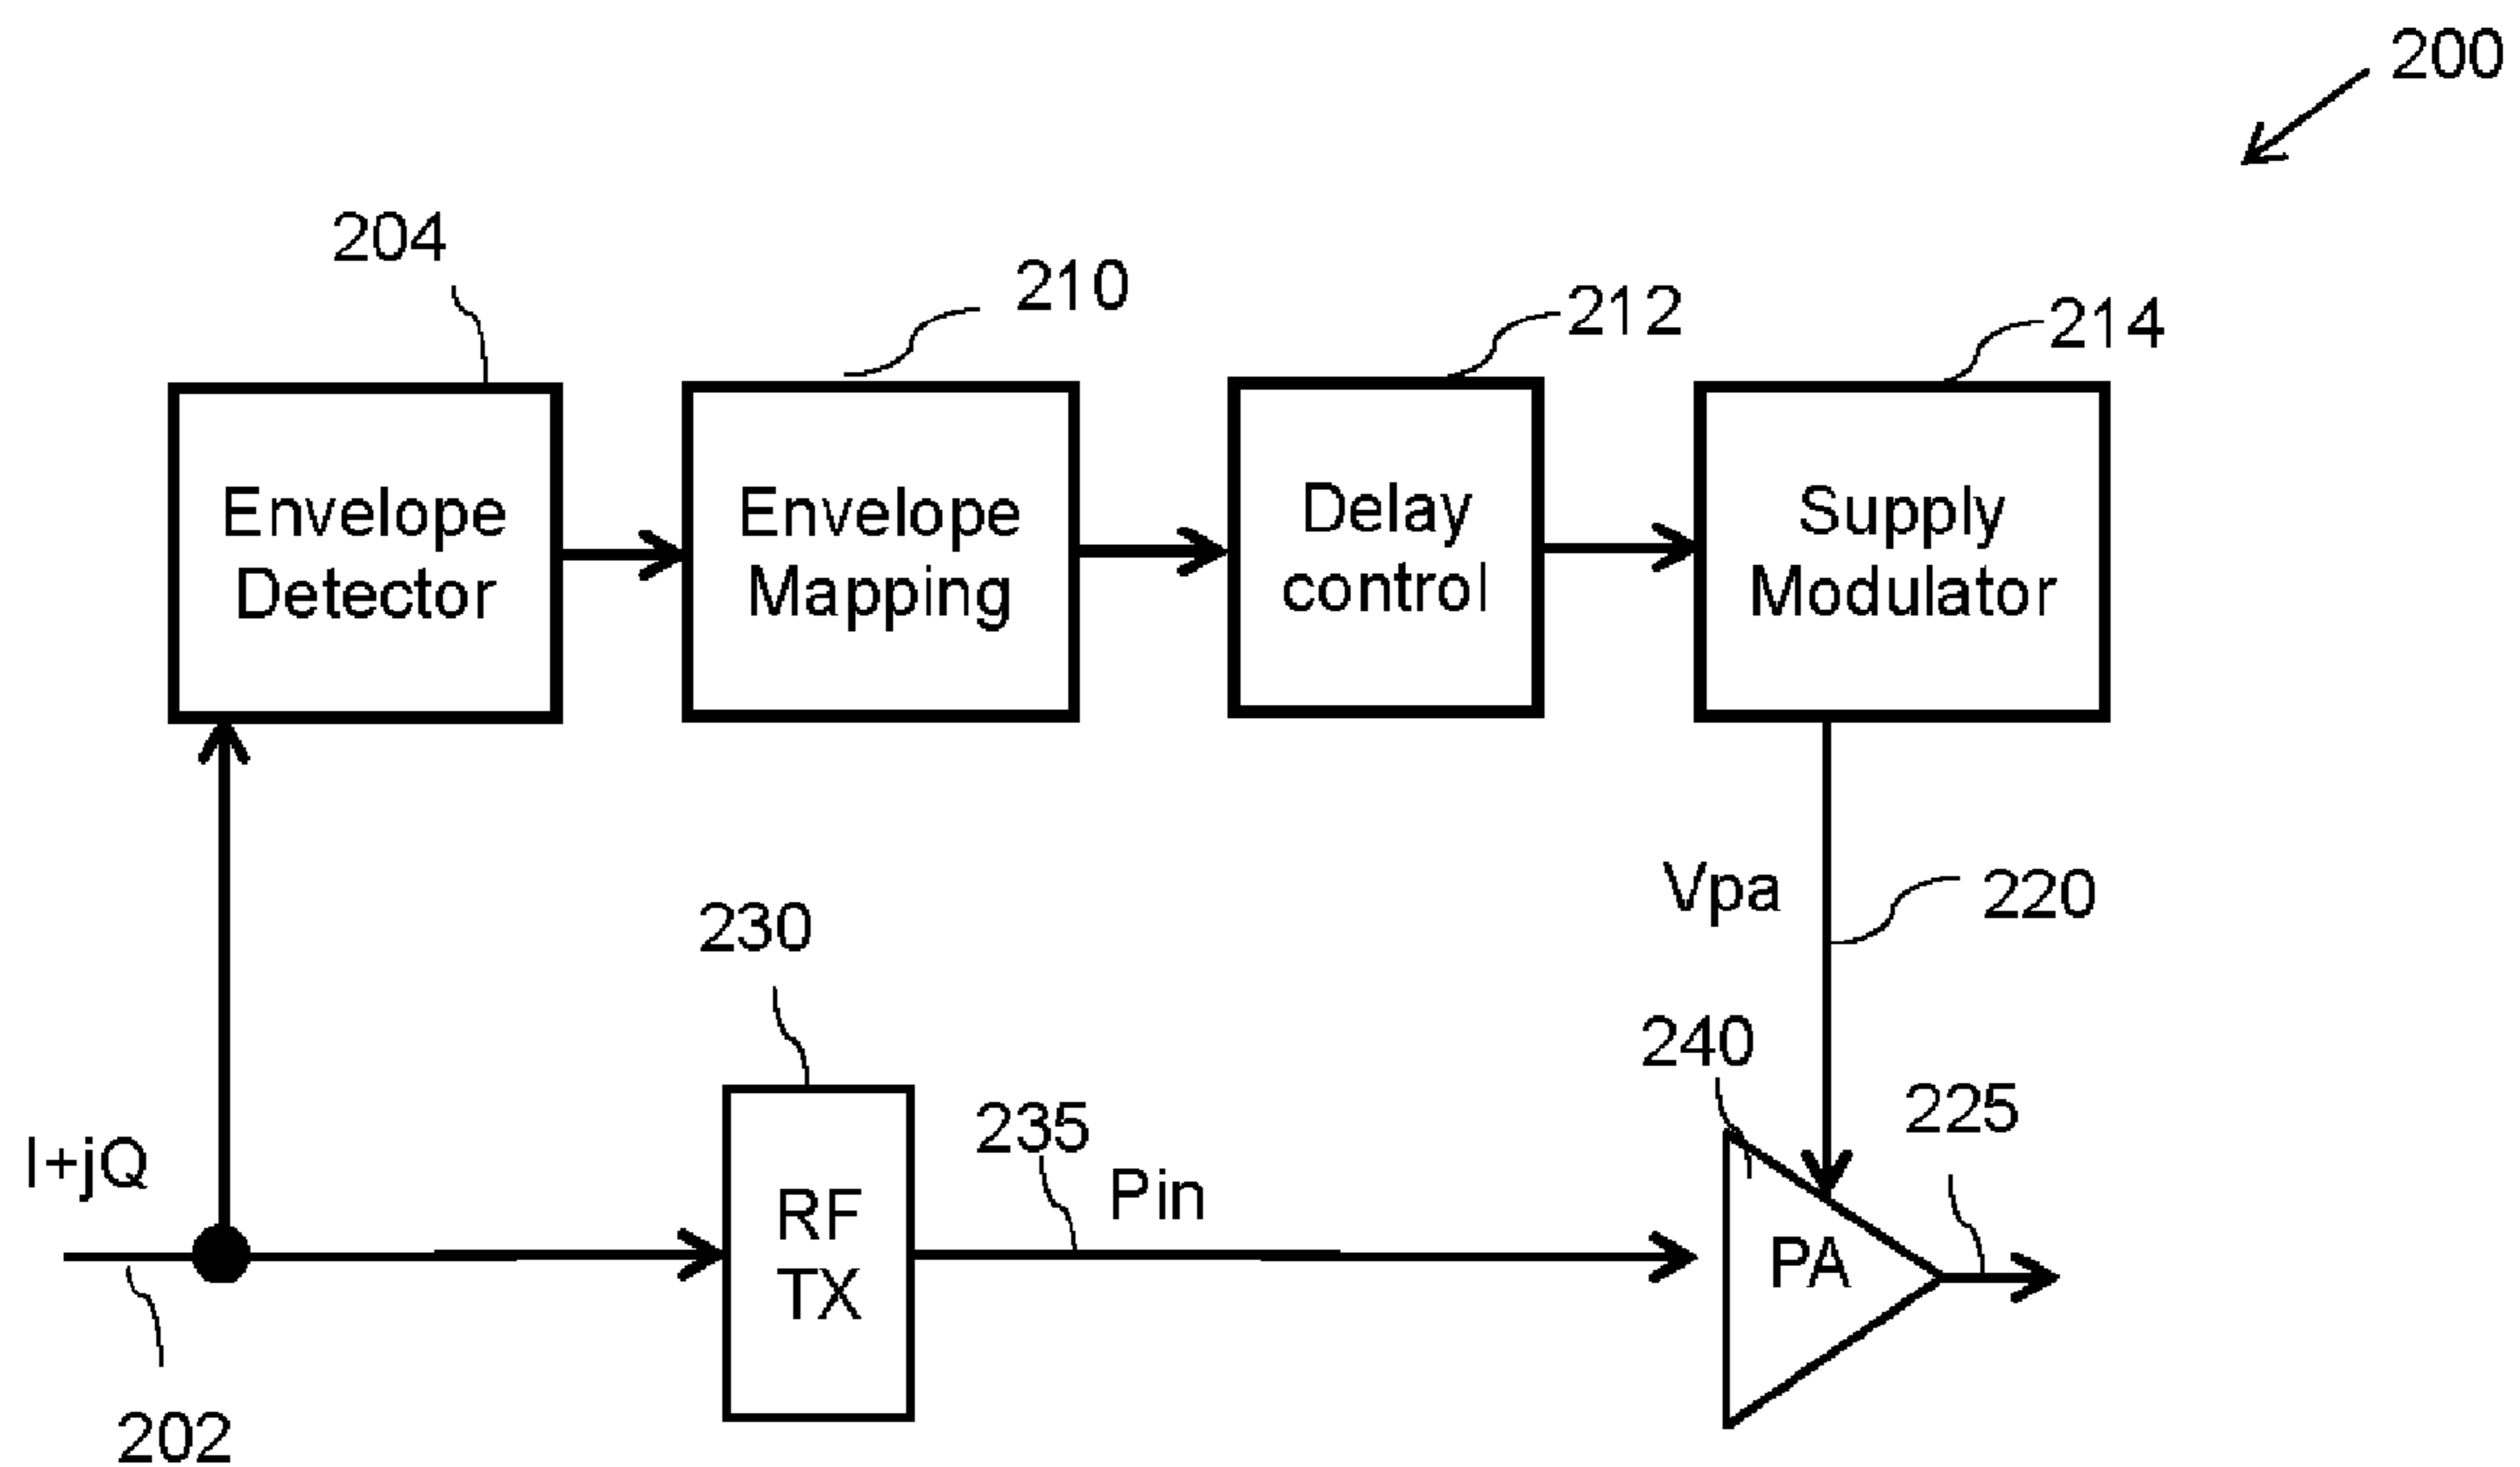 200
204
210
212
214
Envelope
Detector
Envelope
Mapping
Delay
control
Supply
Modulator
Vpa
220
230
240
235
225
I+jQ
Pin
RF
TX
PA
202